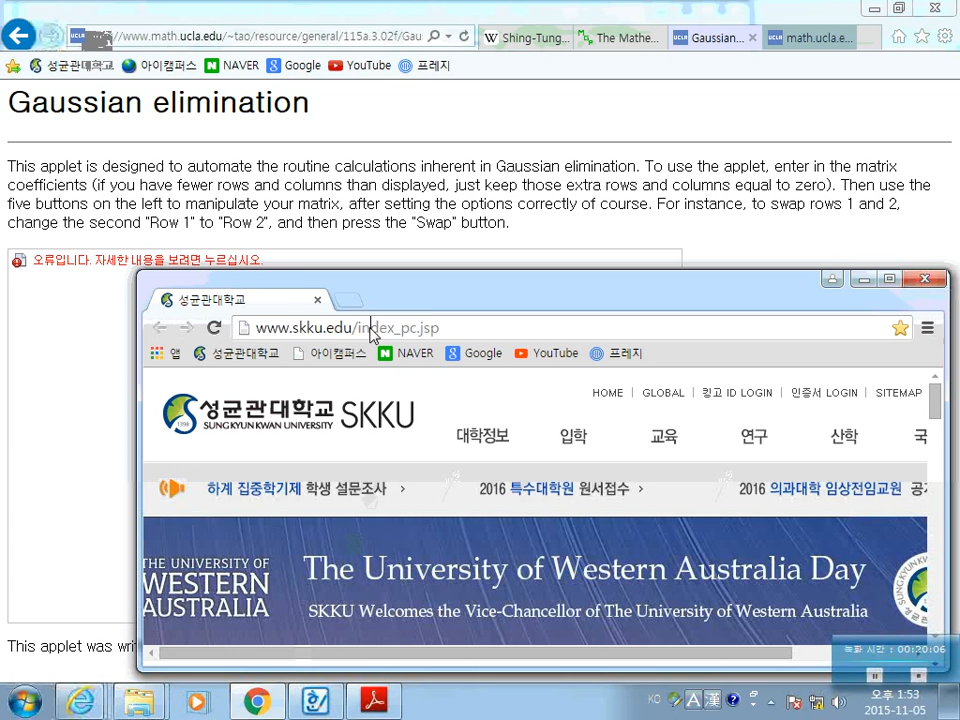 //www.math.ucla.edu/~tao/resource/general/115a.3.02f/Gau
Shing-Tung...
The Mathe...
Gaussian...
math.ucla.e...
성균관대학교
아이캠퍼스
NAVER
Google
YouTube
프레지
Gaussian elimination
This applet is designed to automate the routine calculations inherent in Gaussian elimination. To use the applet, enter in the matrix
coefficients (if you have fewer rows and columns than displayed, just keep those extra rows and columns equal to zero). Then use the
five buttons on the left to manipulate your matrix, after setting the options correctly of course. For instance, to swap rows 1 and 2,
change the second "Row 1" to "Row 2", and then press the "Swap" button.
오류입니다. 자세한 내용을 보려면 누르십시오.
성균관대학교
www.skku.edu/index_pc.jsp
앱
성균관대학교
아이캠퍼스
NAVER
Google
YouTube
프레지
HOME | GLOBAL | 킹고 ID LOGIN | 인증서 LOGIN | SITEMAP
성균관대학교 SKKU
SUNG KYUN KWAN UNIVERSITY
1398
대학정보 입학 교육 연구 산학 국
하계 집중학기제 학생 설문조사 >
2016 특수대학원 원서접수 >
2016 의과대학 임상전임교원 공
THE UNIVERSITY OF
WESTERN
AUSTRALIA
The University of Western Australia Day
SKKU Welcomes the Vice-Chancellor of The University of Western Australia
This applet was wri
녹화 시간 : 00:20:06
KO
A 漢
오후 1:53
2015-11-05